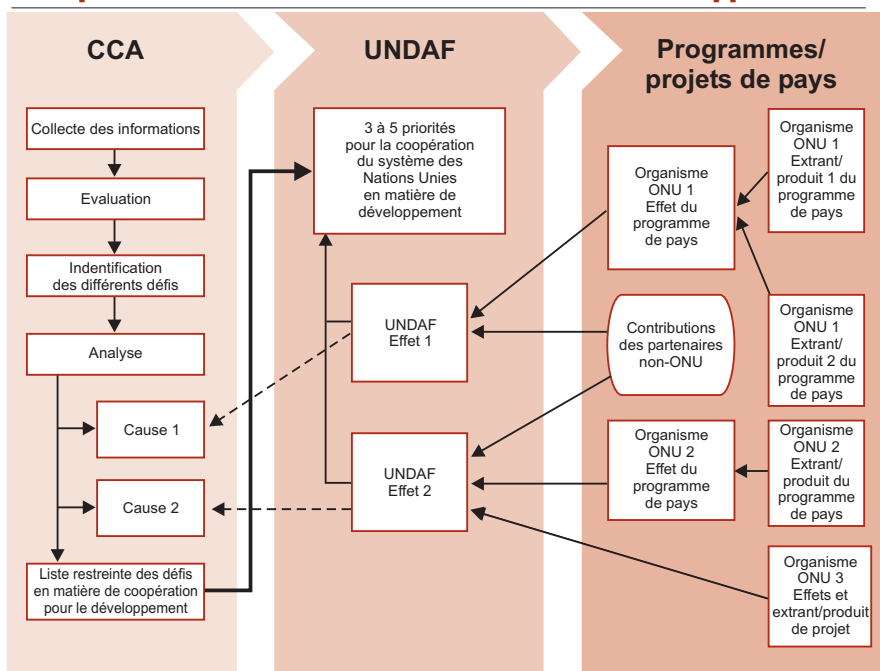 CCA
Collecte des informations
Evaluation
Indentification
des différents défis
Analyse
Cause 1
Cause 2
Liste restreinte des défis
en matière de coopération
pour le développement
UNDAF
3 à 5 priorités
pour la coopération
du système des
Nations Unies
en matière de
développement
UNDAF
Effet 1
UNDAF
Effet 2
Programmes/
projets de pays
Organisme
ONU 1
Effet du
programme
de pays
Contributions
des partenaires
non-ONU
Organisme
ONU 2
Effet du
programme
de pays
Organisme
ONU 1
Extrant/
produit 1 du
programme
de pays
Organisme
ONU 1
Extrant/
produit 2 du
programme
de pays
Organisme
ONU 2
Extrant/
produit du
programme
de pays
Organisme
ONU 3
Effets et
extrant/produit
de projet